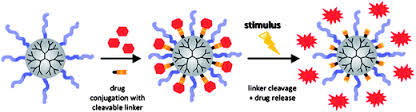 drug
conjugation with
cleavable linker
stimulus
linker cleavage
+ drug release